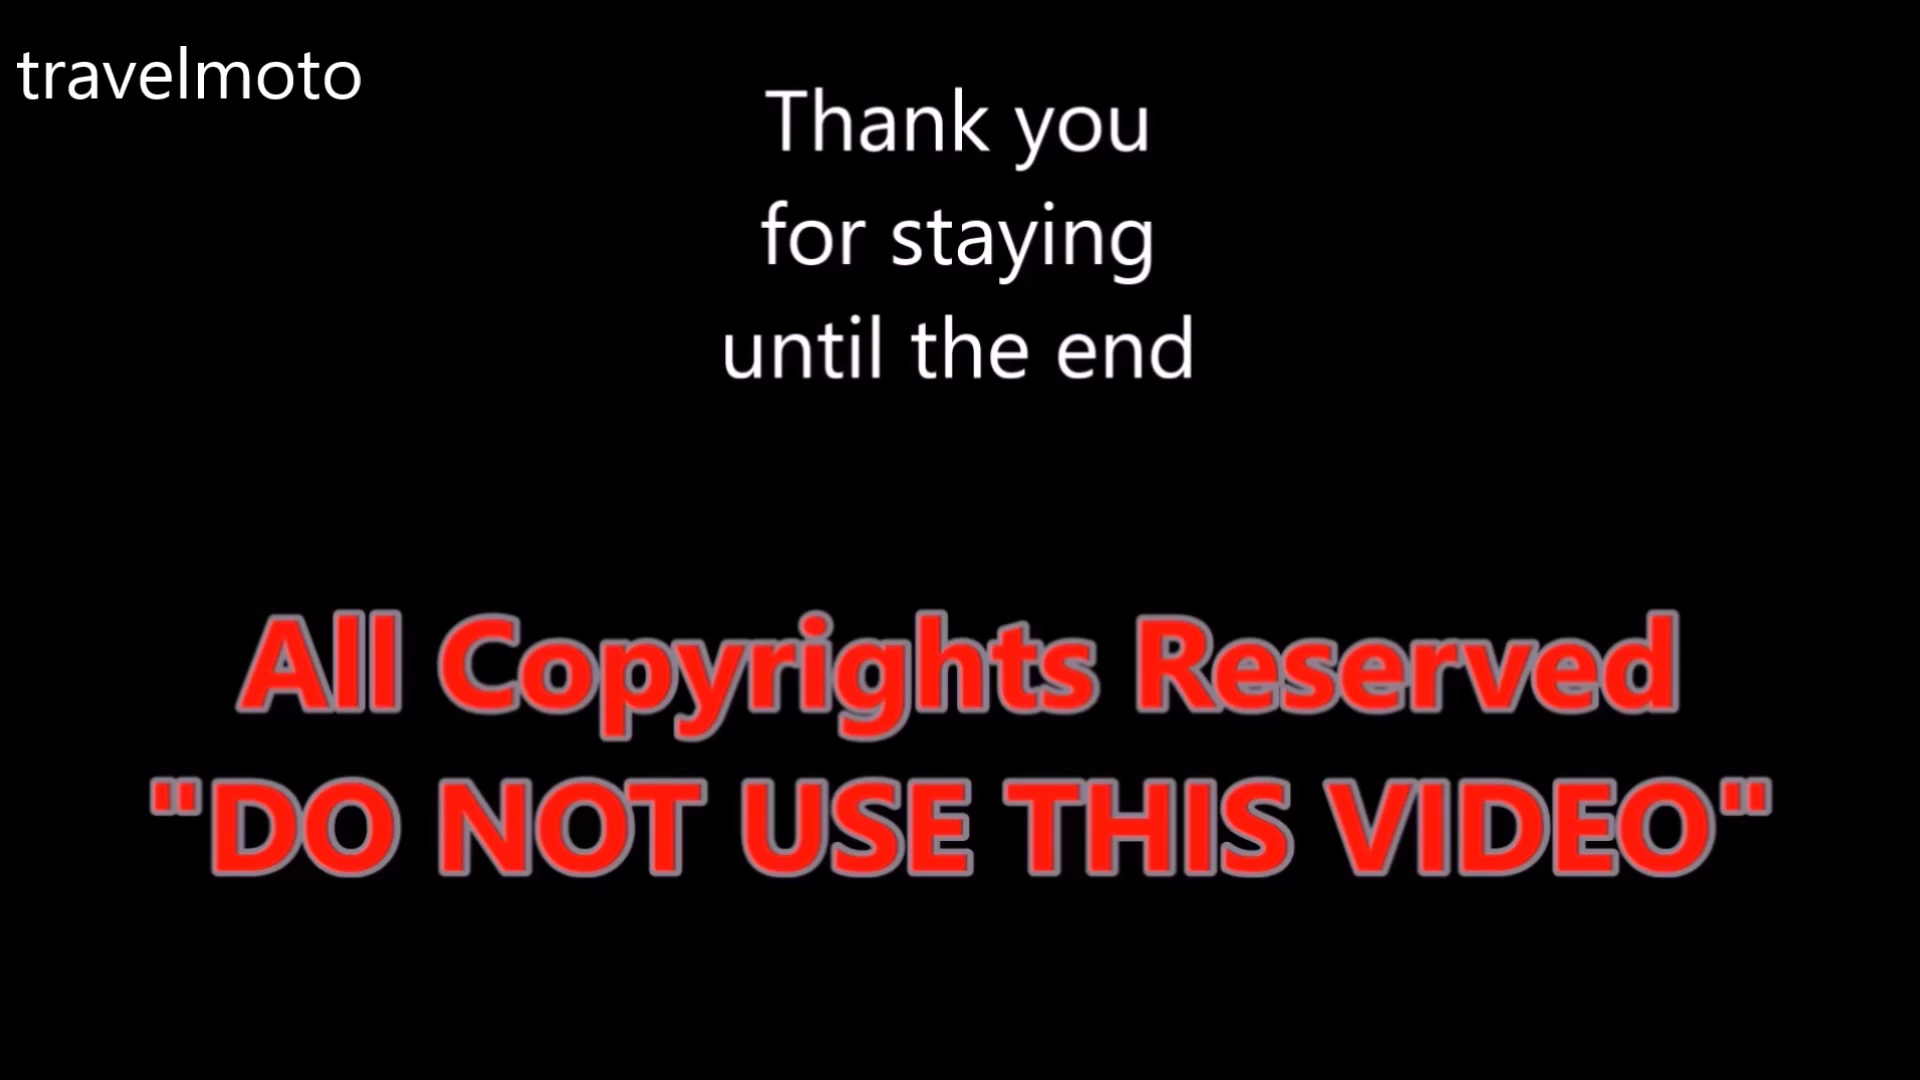 travelmoto
Thank you
for staying
until the end
All Copyrights Reserved
"DO NOT USE THIS VIDEO"